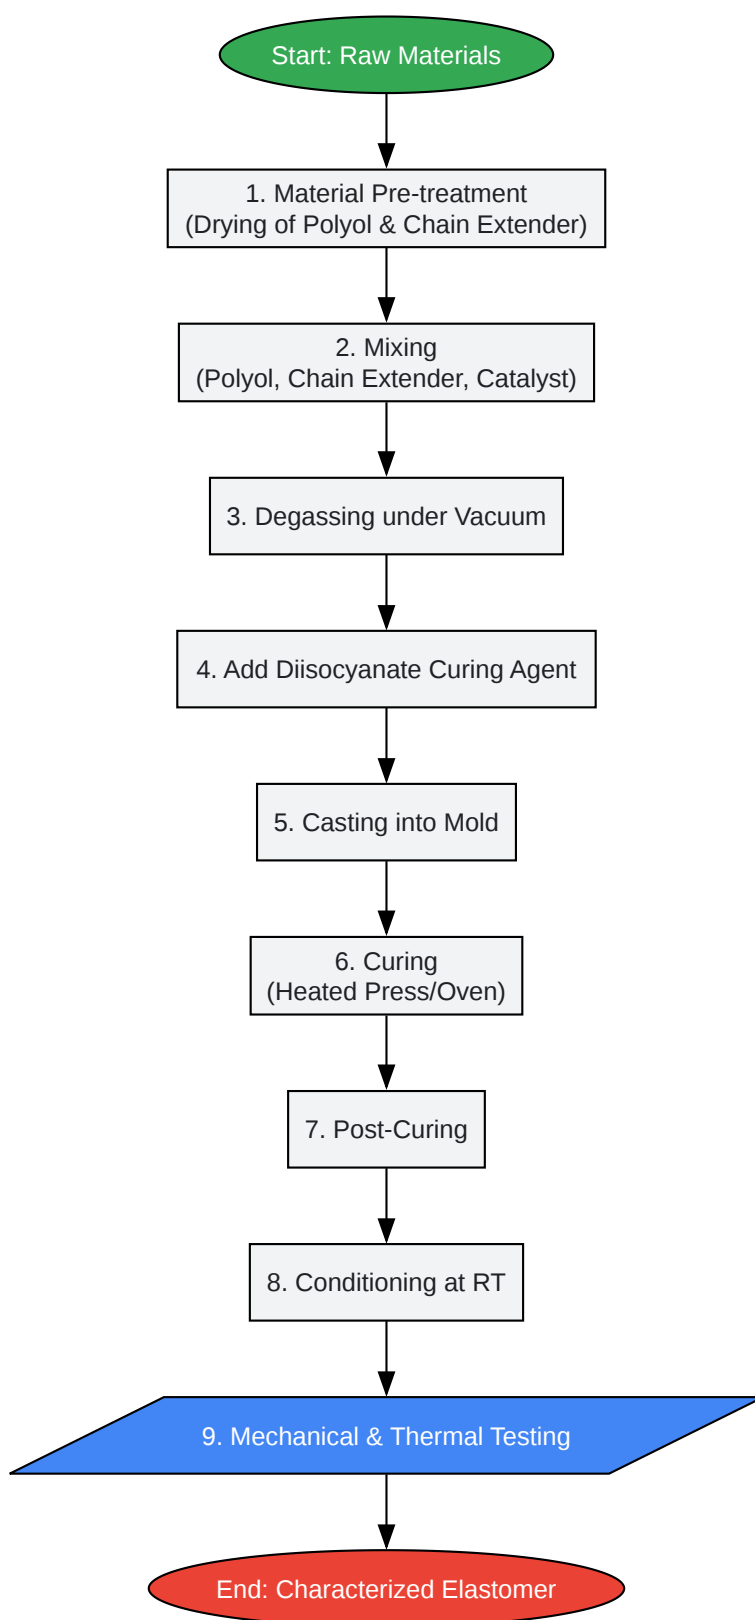 Start: Raw Materials
1. Material Pre-treatment
(Drying of Polyol & Chain Extender)
2. Mixing
(Polyol, Chain Extender, Catalyst)
3. Degassing under Vacuum
4. Add Diisocyanate Curing Agent
5. Casting into Mold
6. Curing
(Heated Press/Oven)
7. Post-Curing
8. Conditioning at RT
9. Mechanical & Thermal Testing
End: Characterized Elastomer